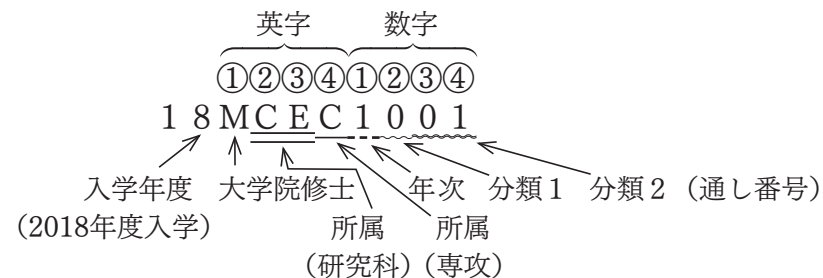 英字 数字
①②③④①②③④
18MCEC1001
入学年度 大学院修士 年次 分類1 分類2（通し番号）
（2018年度入学） 所属 所属
（研究科）（専攻）